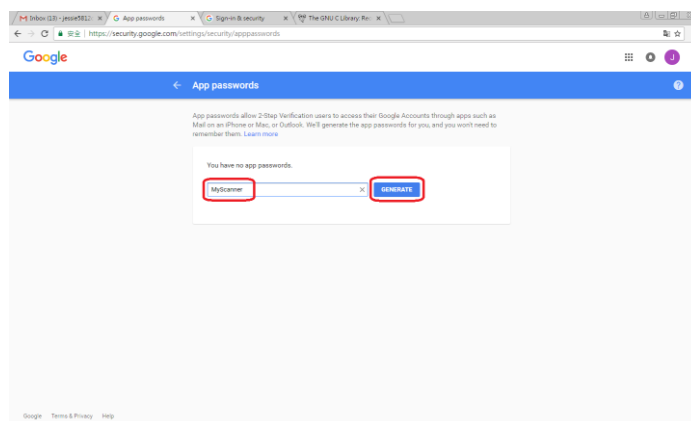 Inbox (33) - jessie5812
App passwords
Sign-in & security
The GNU C Library: Re
安全 | https://security.google.com/settings/security/apppasswords
Google
J
App passwords
App passwords allow 2-Step Verification users to access their Google Accounts through apps such as
Mail on an iPhone or Mac, or Outlook. We'll generate the app passwords for you, and you won't need to
remember them. Learn more
You have no app passwords.
MyScanner
GENERATE
Google Terms & Privacy Help